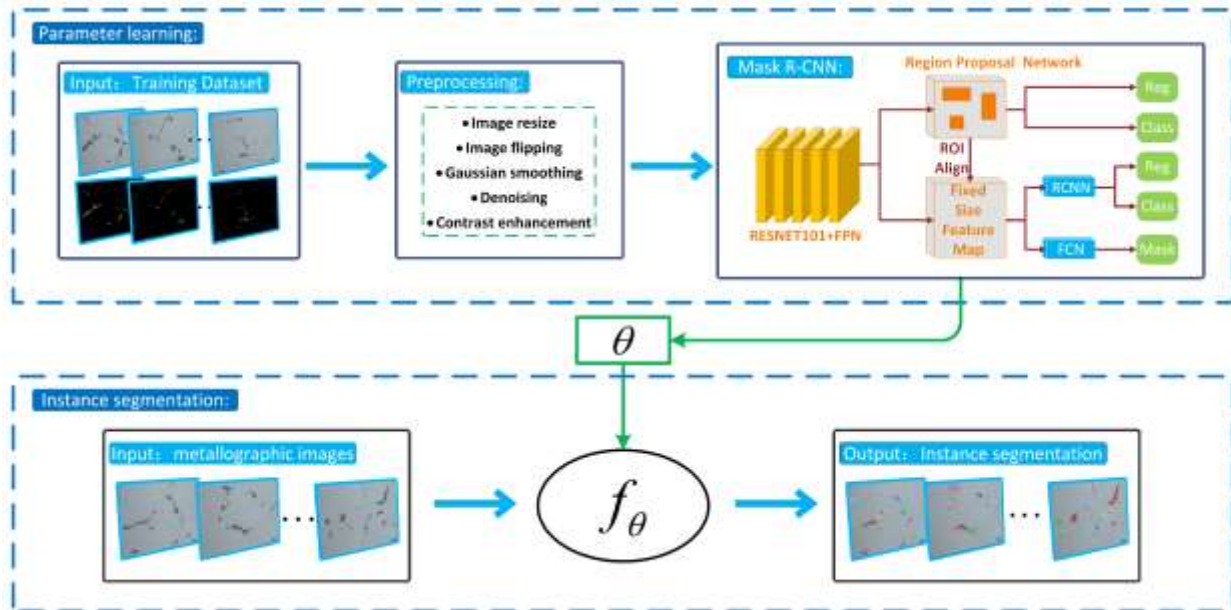 Parameter learning:
Input： Training Dataset
Preprocessing:
• Image resize
• Image flipping
• Gaussian smoothing
• Denoising
• Contrast enhancement
Mask R-CNN:
Region Proposal Network
Reg
Class
ROI
Align
RESNET101+FPN
Fixed
Size
Feature
Map
RCNN
FCN
Reg
Class
Mask
θ
Instance segmentation:
Input： metallographic images
...
fθ
Output：Instance segmentation
...